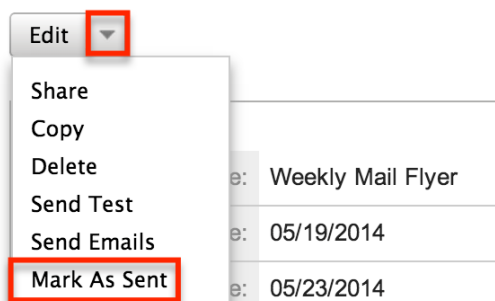 Edit
Share
Copy
Delete
e: Weekly Mail Flyer
Send Test
Send Emails
e: 05/19/2014
Mark As Sent
e: 05/23/2014